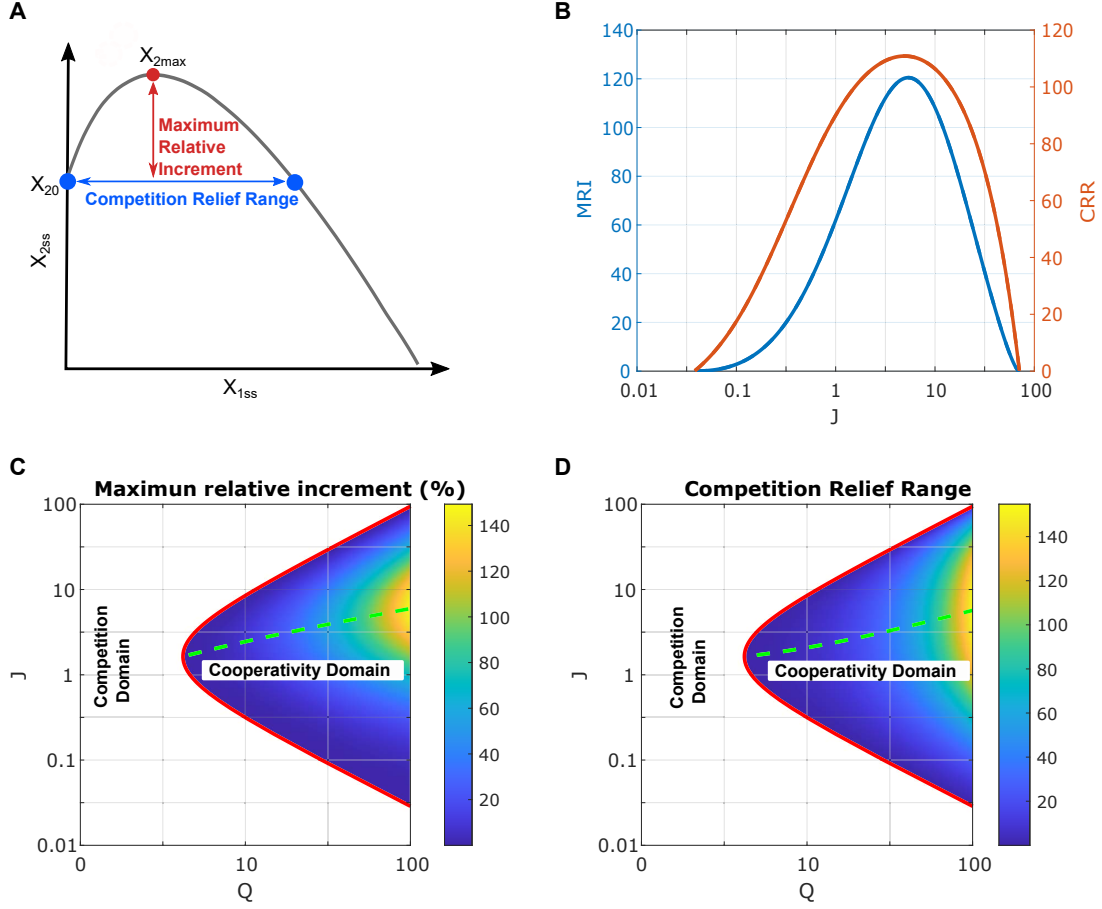 A
X2max
Maximum
Relative
Increment
X20
Competition Relief Range
X2ss
X1ss
B
140
120
100
80
60
40
20
0
MRI
120
100
80
60
40
20
0
CRR
0.01
0.1
1
10
100
J
C
Maximun relative increment (%)
100
10
1
0.1
0.01
J
Competition
Domain
Cooperativity Domain
0
10
100
Q
140
120
100
80
60
40
20
D
Competition Relief Range
100
10
1
0.1
0.01
J
Competition
Domain
Cooperativity Domain
0
10
100
Q
140
120
100
80
60
40
20